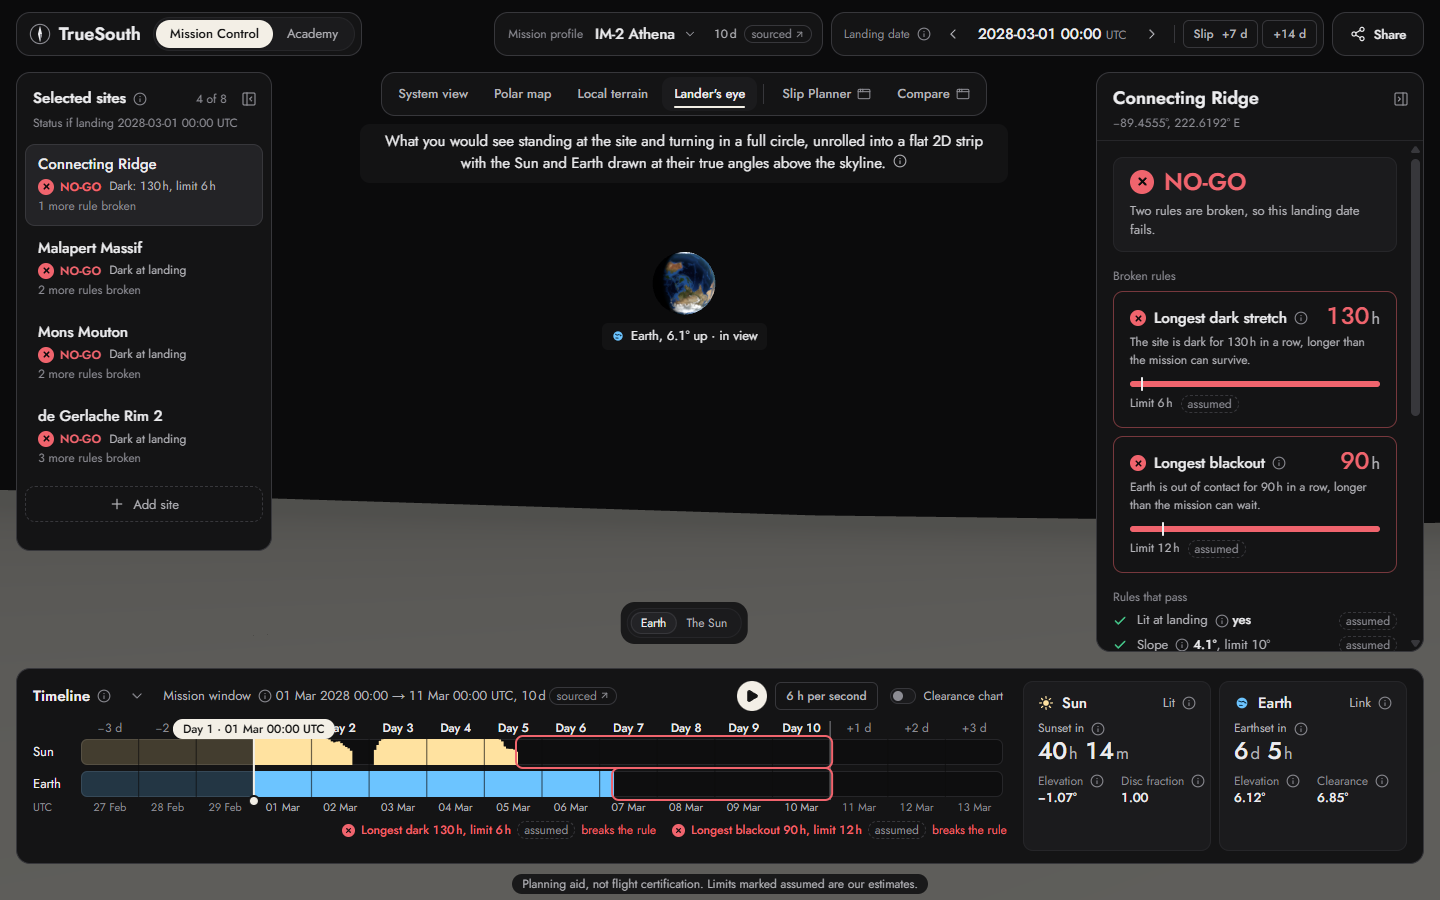 TrueSouth
Mission Control
Academy
Mission profile IM-2 Athena 10 d sourced ↗
Landing date 2028-03-01 00:00 UTC
Slip +7 d +14 d
Share
Selected sites 4 of 8
Status if landing 2028-03-01 00:00 UTC
Connecting Ridge
NO-GO Dark: 130 h, limit 6 h
1 more rule broken
Malapert Massif
NO-GO Dark at landing
2 more rules broken
Mons Mouton
NO-GO Dark at landing
2 more rules broken
de Gerlache Rim 2
NO-GO Dark at landing
3 more rules broken
+ Add site
System view
Polar map
Local terrain
Lander's eye
Slip Planner
Compare
What you would see standing at the site and turning in a full circle, unrolled into a flat 2D strip
with the Sun and Earth drawn at their true angles above the skyline.
Earth, 6.1° up · in view
Earth
The Sun
Connecting Ridge
−89.4555°, 222.6192° E
NO-GO
Two rules are broken, so this landing date
fails.
Broken rules
Longest dark stretch 130 h
The site is dark for 130 h in a row, longer than
the mission can survive.
Limit 6 h assumed
Longest blackout 90 h
Earth is out of contact for 90 h in a row, longer
than the mission can wait.
Limit 12 h assumed
Rules that pass
Lit at landing yes assumed
Slope 4.1°, limit 10° assumed
Timeline
Mission window 01 Mar 2028 00:00 → 11 Mar 00:00 UTC, 10 d sourced ↗
6 h per second
Clearance chart
−3 d −2 Day 1 · 01 Mar 00:00 UTC ay 2 Day 3 Day 4 Day 5 Day 6 Day 7 Day 8 Day 9 Day 10 +1 d +2 d +3 d
Sun
Earth
UTC 27 Feb 28 Feb 29 Feb 01 Mar 02 Mar 03 Mar 04 Mar 05 Mar 06 Mar 07 Mar 08 Mar 09 Mar 10 Mar 11 Mar 12 Mar 13 Mar
Longest dark 130 h, limit 6 h assumed breaks the rule
Longest blackout 90 h, limit 12 h assumed breaks the rule
Sun Lit
Sunset in
40 h 14 m
Elevation Disc fraction
−1.07° 1.00
Earth Link
Earthset in
6 d 5 h
Elevation Clearance
6.12° 6.85°
Planning aid, not flight certification. Limits marked assumed are our estimates.